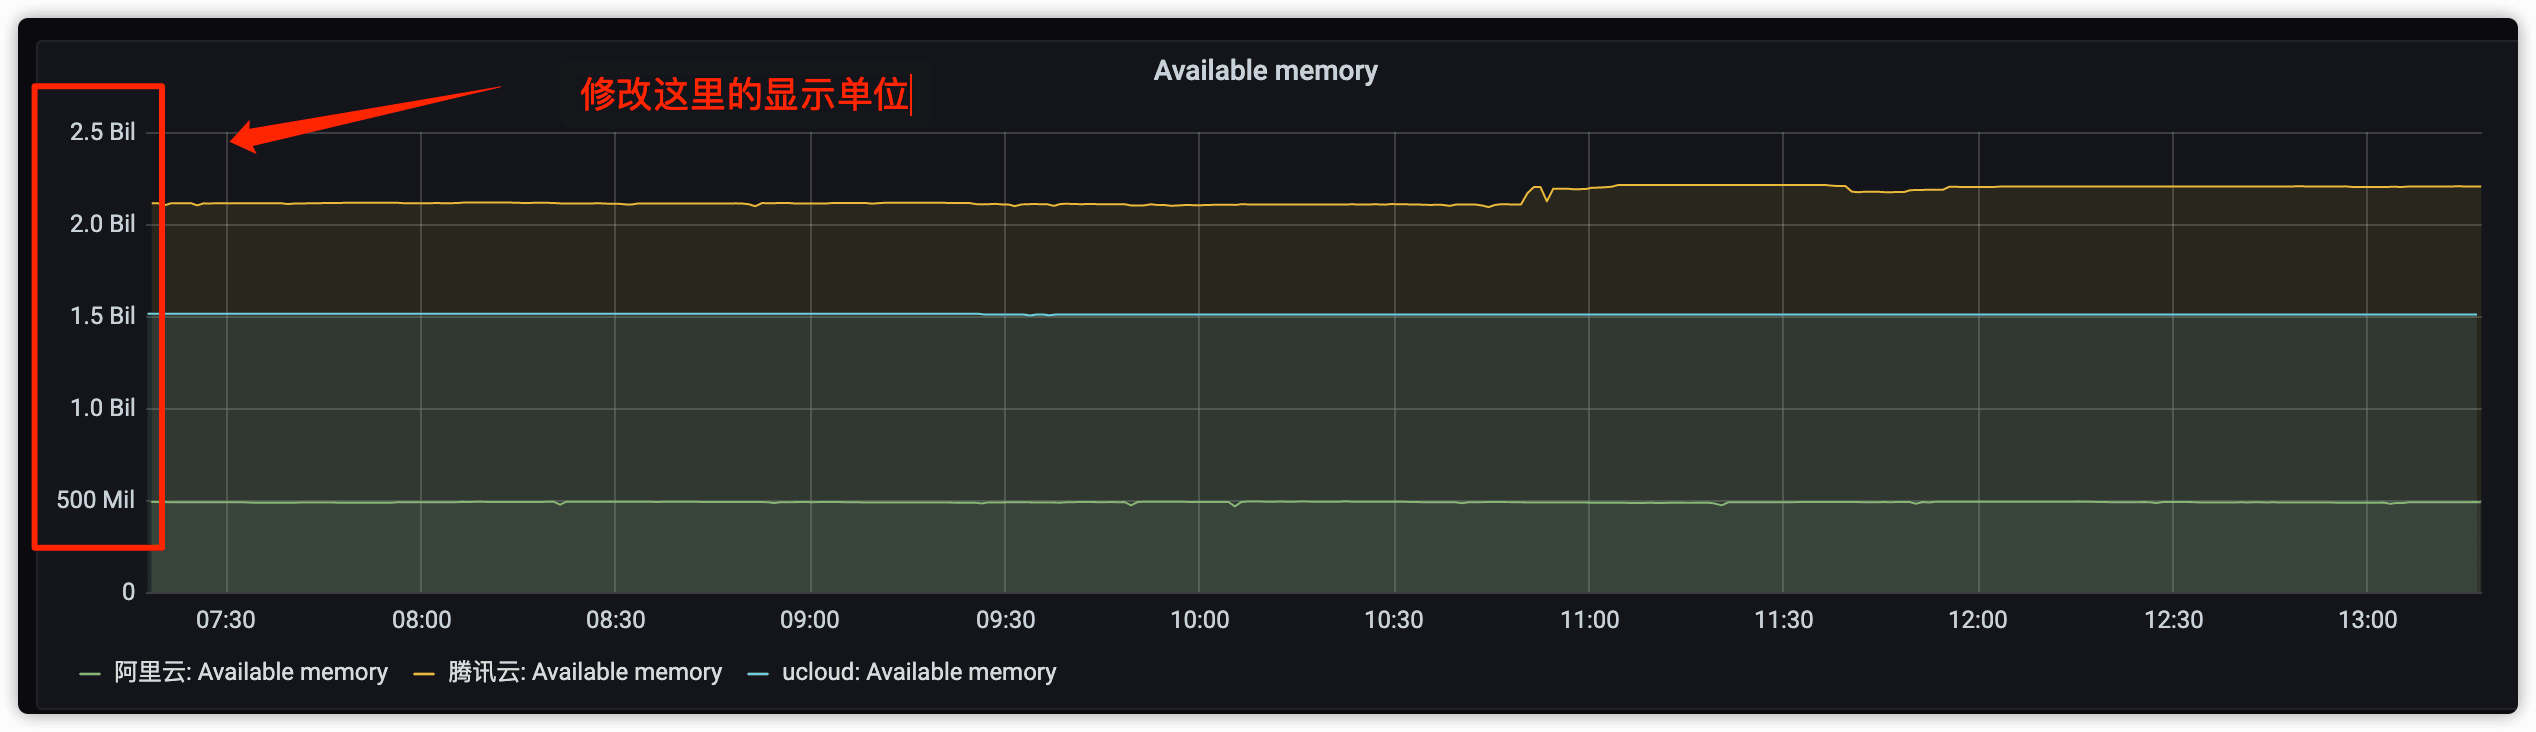 Available memory
修改这里的显示单位
2.5 Bil
2.0 Bil
1.5 Bil
1.0 Bil
500 Mil
0
07:30 08:00 08:30 09:00 09:30 10:00 10:30 11:00 11:30 12:00 12:30 13:00
阿里云: Available memory 腾讯云: Available memory ucloud: Available memory